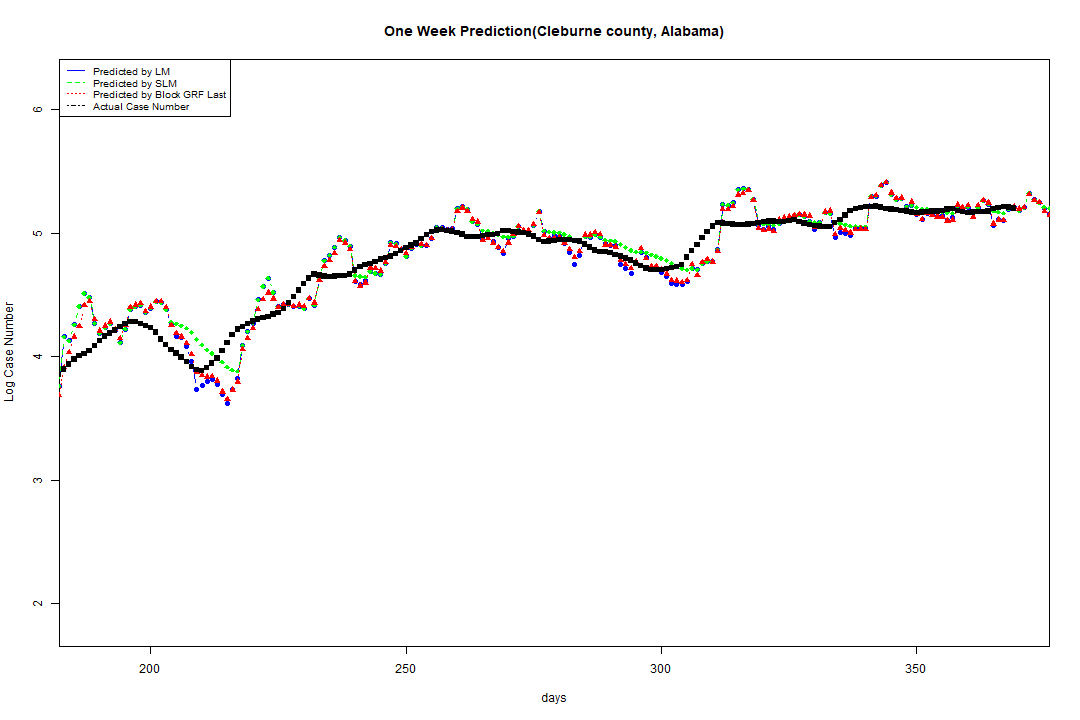 One Week Prediction(Cleburne county, Alabama)
Predicted by LM
Predicted by SLM
Predicted by Block GRF Last
Actual Case Number
6
5
4
3
2
Log Case Number
200
250
300
350
days